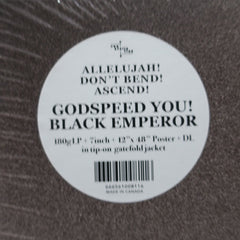 ALLELUJAH!
DON'T BEND!
ASCEND!
GODSPEED YOU!
BLACK EMPEROR
180g LP + 7inch + 12"x 48" Poster + DL
in tip-on gatefold jacket
MADE IN CANADA